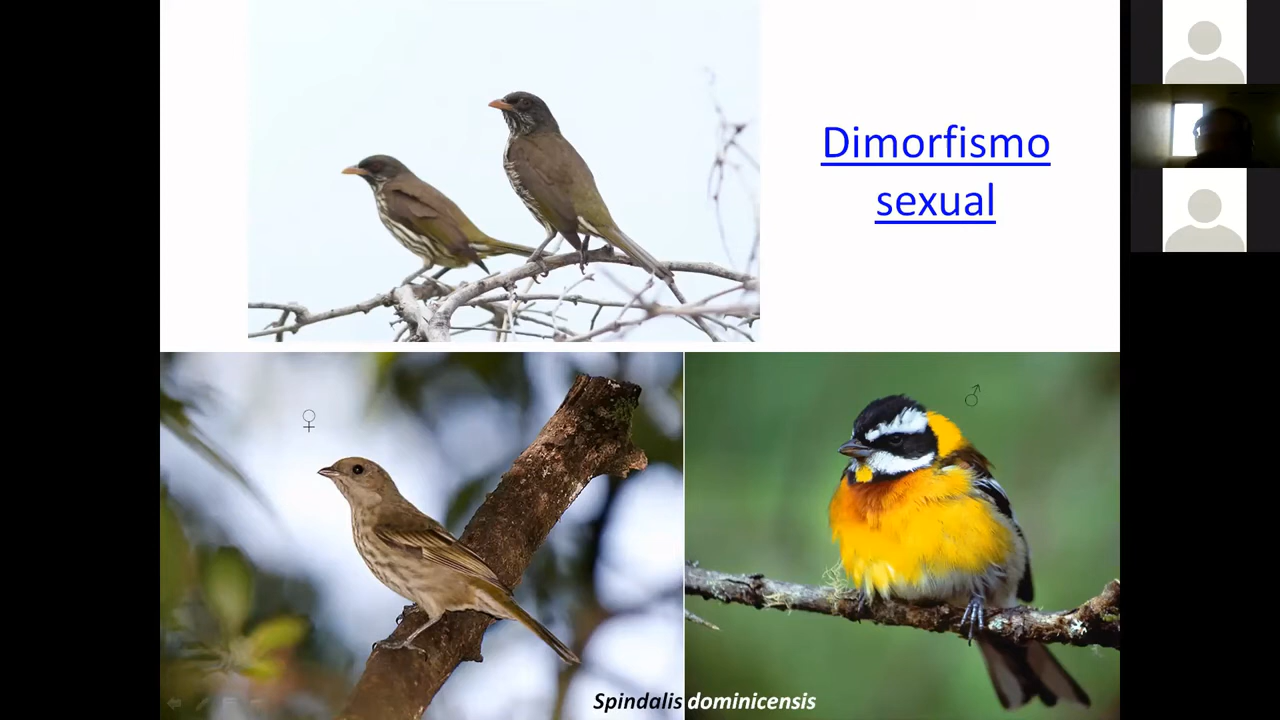 Dimorfismo
sexual
♀
♂
Spindalis dominicensis